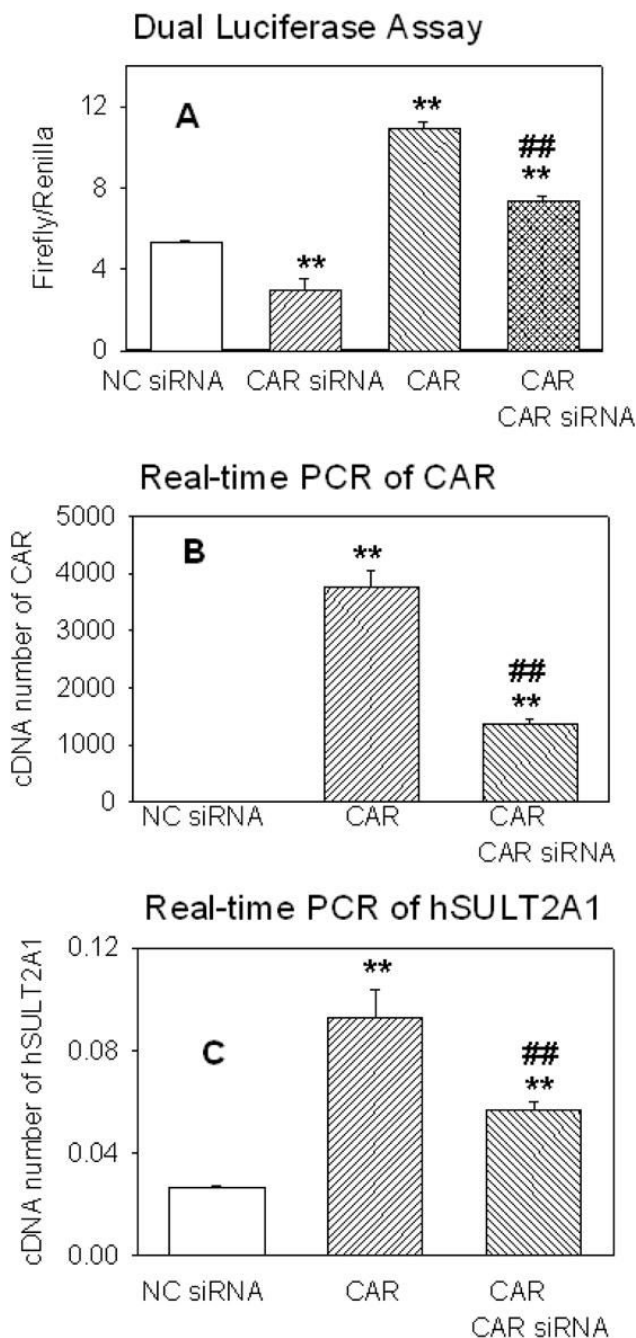 Dual Luciferase Assay
Firefly/Renilla
12
8
4
0
A
**
**
##
**
NC siRNA CAR siRNA CAR CAR
CAR siRNA
Real-time PCR of CAR
cDNA number of CAR
5000
4000
3000
2000
1000
0
B
**
##
**
NC siRNA CAR CAR
CAR siRNA
Real-time PCR of hSULT2A1
cDNA number of hSULT2A1
0.12
0.08
0.04
0.00
C
**
##
**
NC siRNA CAR CAR
CAR siRNA